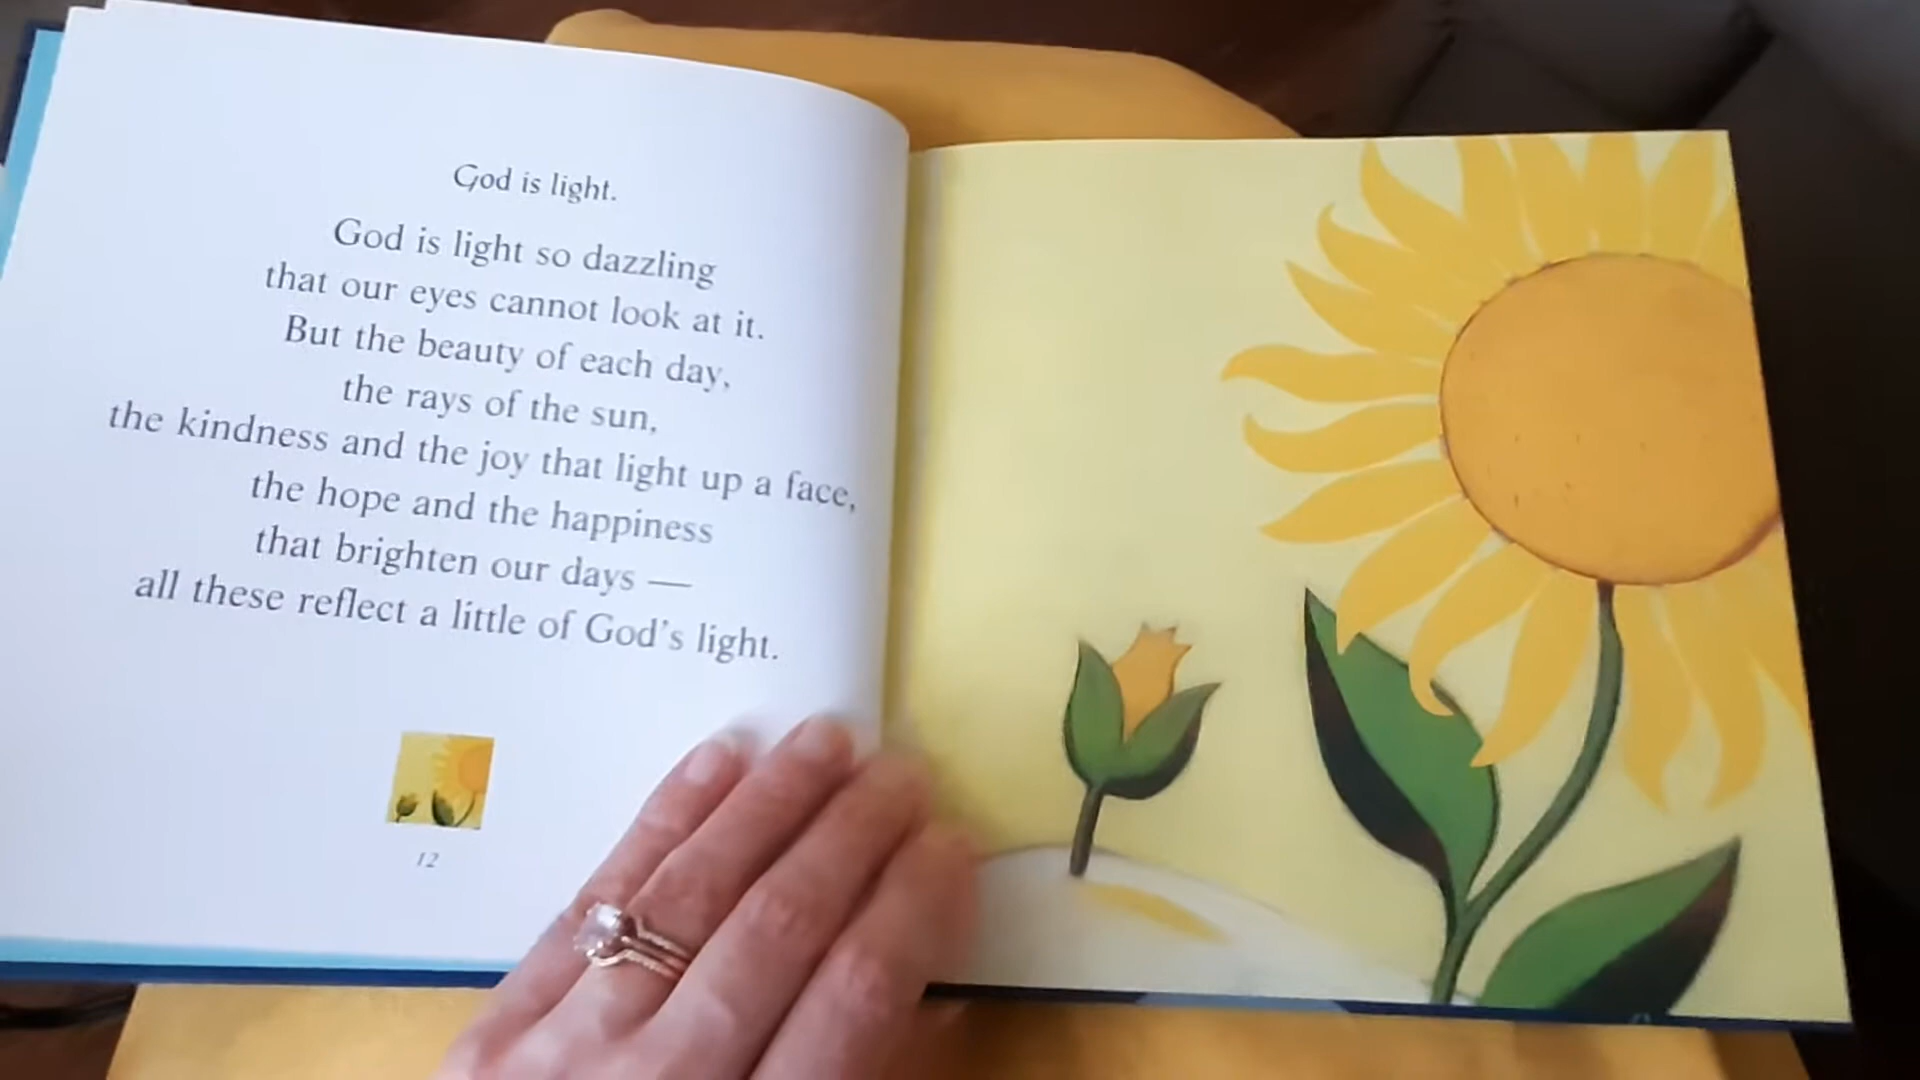 God is light.
God is light so dazzling
that our eyes cannot look at it.
But the beauty of each day,
the rays of the sun,
the kindness and the joy that light up a face,
the hope and the happiness
that brighten our days —
all these reflect a little of God's light.
12